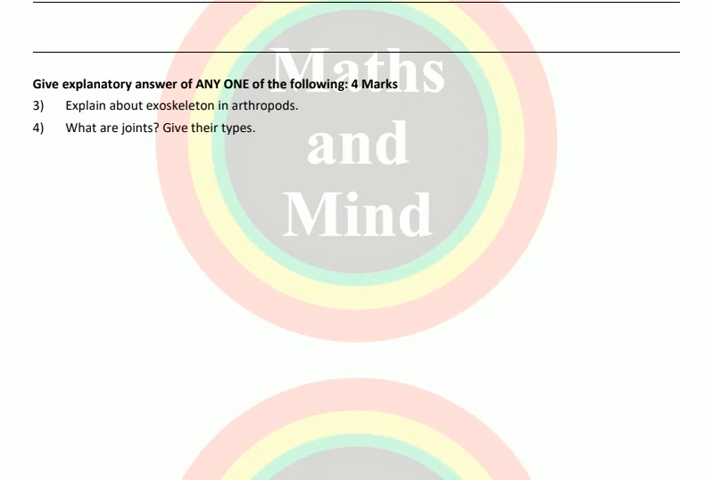 Maths
Give explanatory answer of ANY ONE of the following: 4 Marks
3) Explain about exoskeleton in arthropods.
4) What are joints? Give their types.
and
Mind